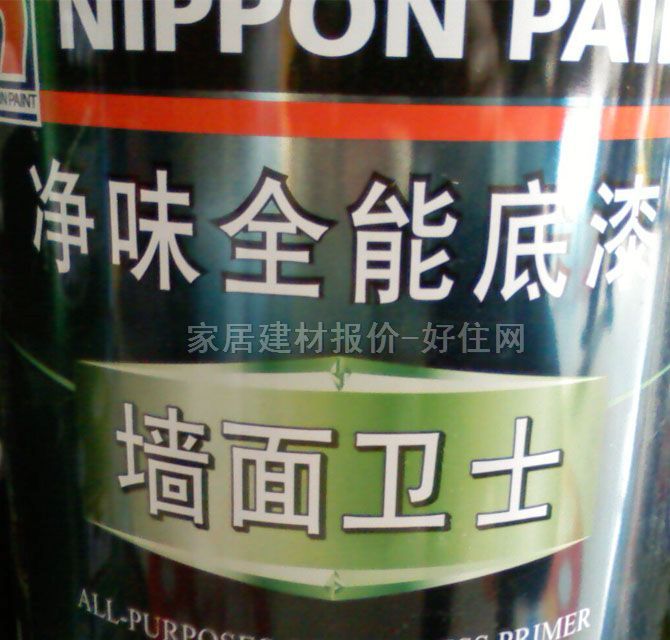 NIPPON PAI
N PAINT
净味全能底漆
家居建材报价-好住网
墙面卫士
ALL-PURPOSE PRIMER